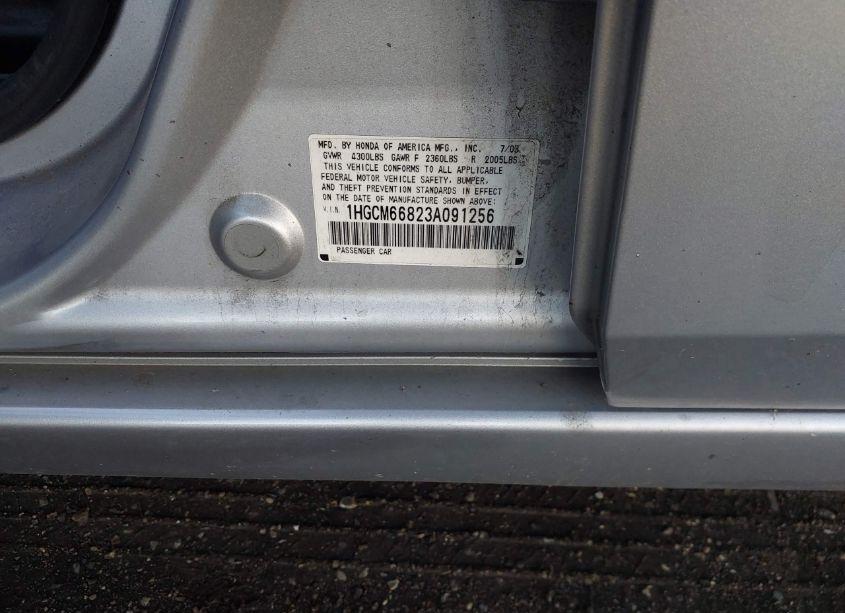 MFD. BY HONDA OF AMERICA MFG., INC. 7/03
GVWR 4300LBS GAWR F 2360LBS R 2005LBS
THIS VEHICLE CONFORMS TO ALL APPLICABLE
FEDERAL MOTOR VEHICLE SAFETY, BUMPER,
AND THEFT PREVENTION STANDARDS IN EFFECT
ON THE DATE OF MANUFACTURE SHOWN ABOVE:
V.I.N. 1HGCM66823A091256
PASSENGER CAR